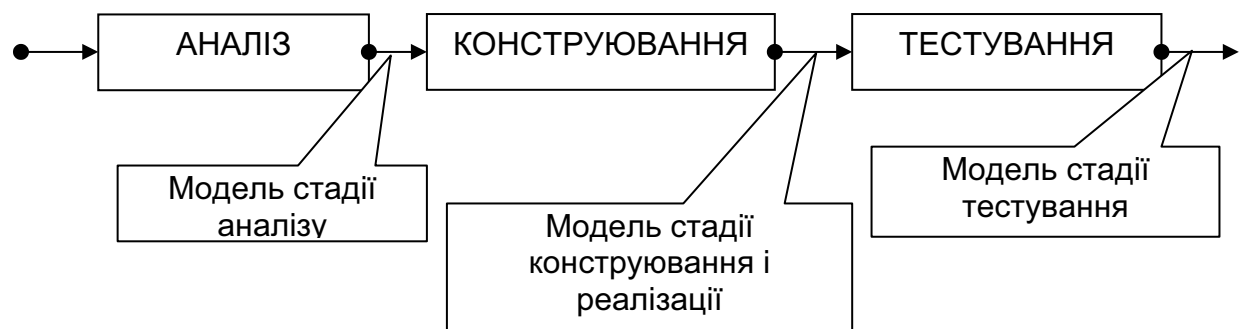 АНАЛІЗ
КОНСТРУЮВАННЯ
ТЕСТУВАННЯ
Модель стадії
аналізу
Модель стадії
конструювання і
реалізації
Модель стадії
тестування